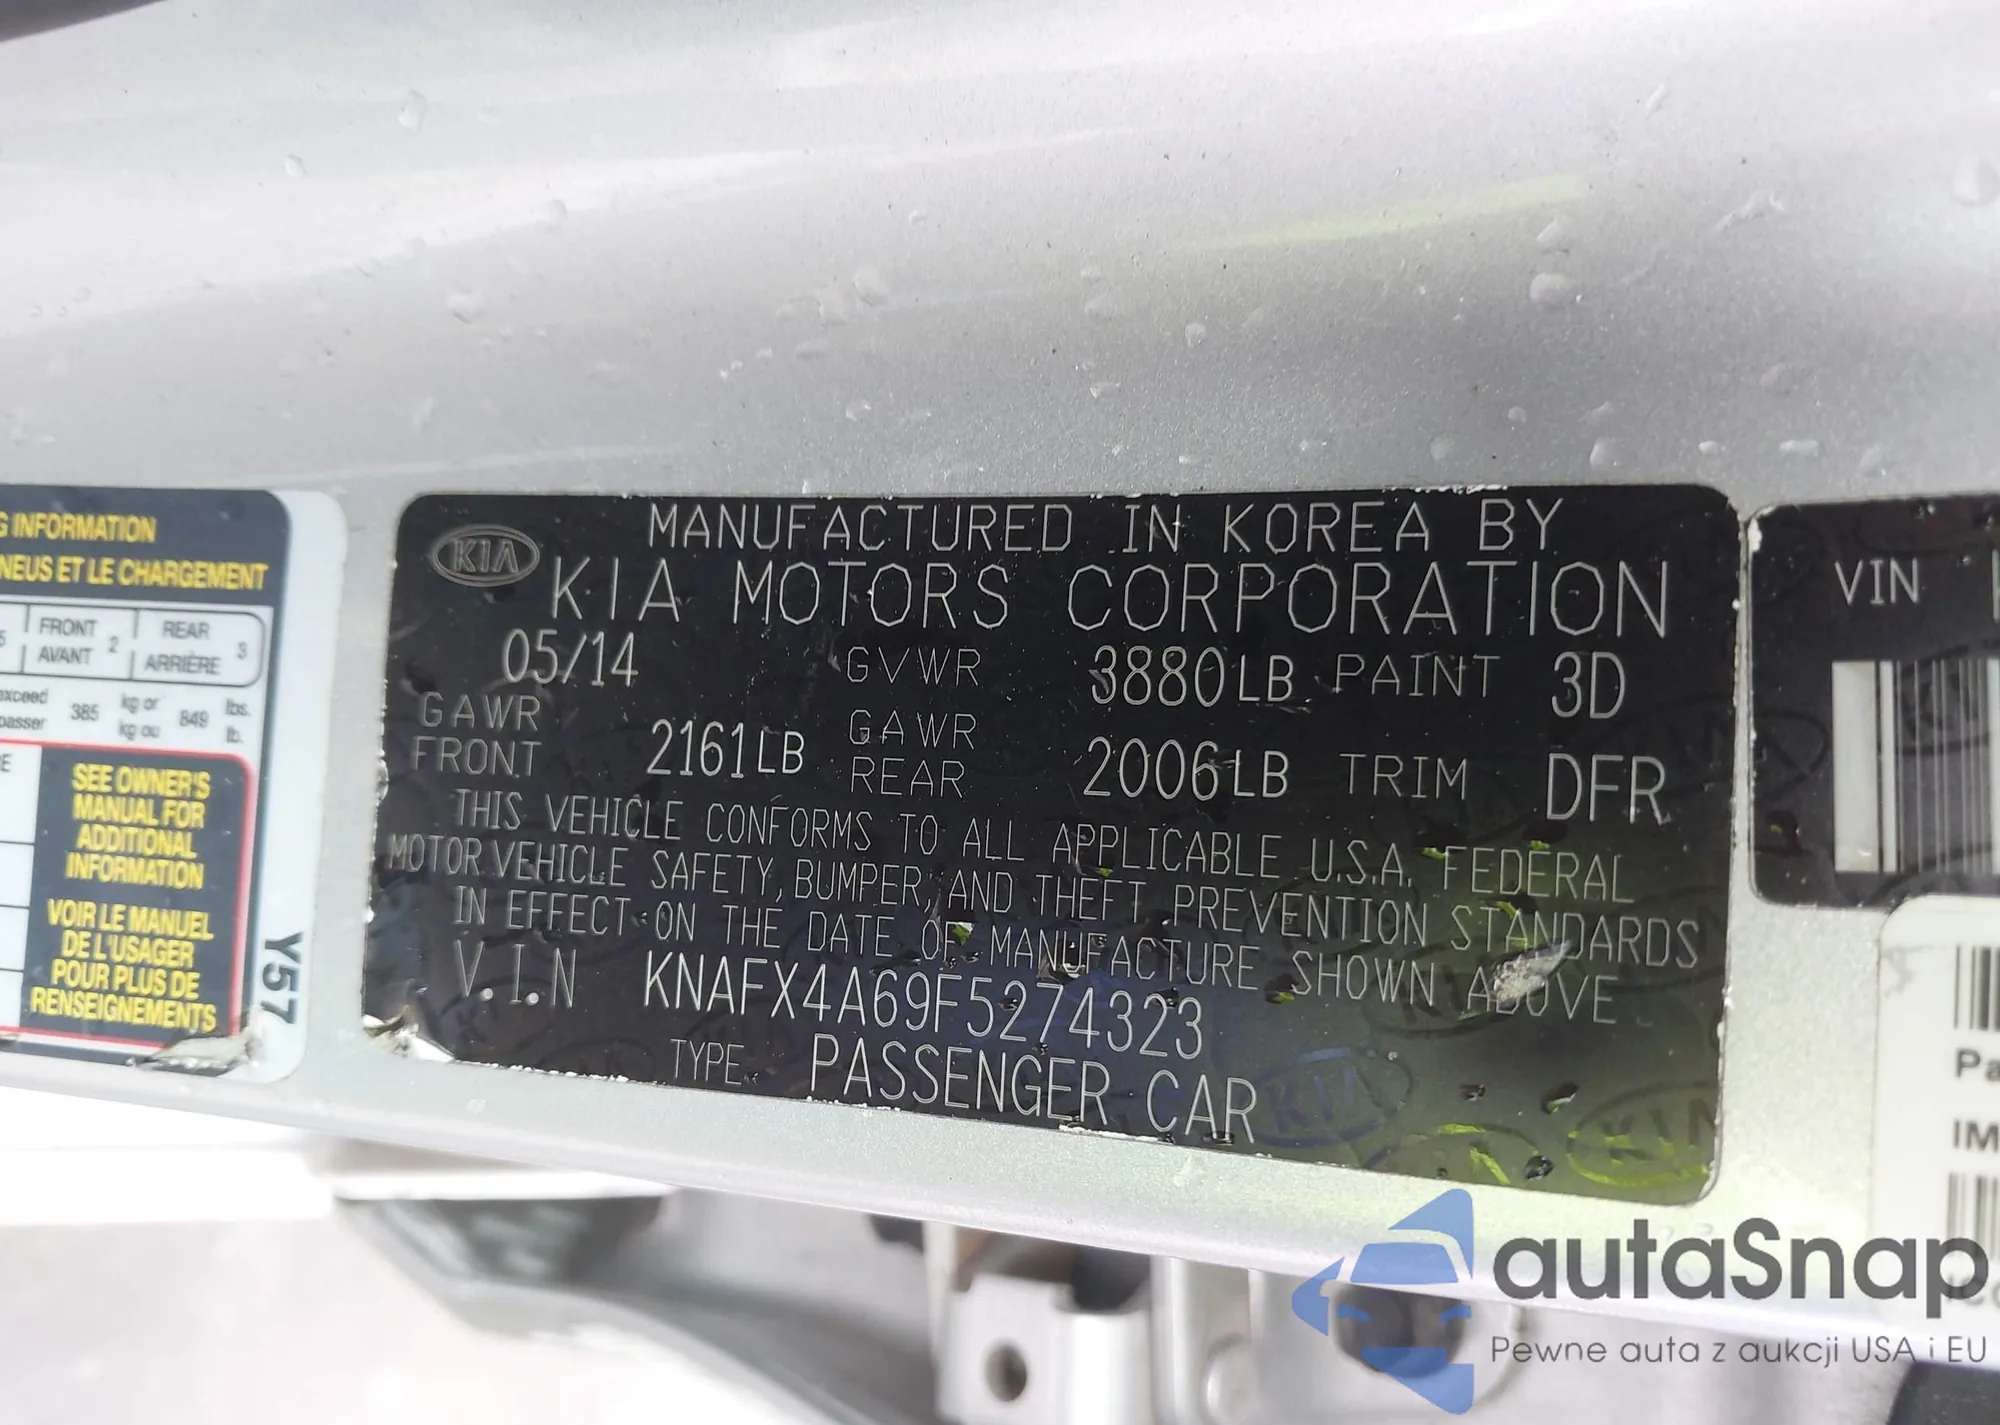 G INFORMATION
NEUS ET LE CHARGEMENT
5 FRONT AVANT 2 REAR ARRIÈRE 3
exceed 385 kg or 849 lbs.
passer kg ou lb.
SEE OWNER'S
MANUAL FOR
ADDITIONAL
INFORMATION
VOIR LE MANUEL
DE L'USAGER
POUR PLUS DE
RENSEIGNEMENTS
Y57
KIA
MANUFACTURED IN KOREA BY
KIA MOTORS CORPORATION
05/14 GVWR 3880LB PAINT 3D
GAWR FRONT 2161LB GAWR REAR 2006LB TRIM DFR
THIS VEHICLE CONFORMS TO ALL APPLICABLE U.S.A. FEDERAL
MOTOR VEHICLE SAFETY, BUMPER, AND THEFT PREVENTION STANDARDS
IN EFFECT ON THE DATE OF MANUFACTURE SHOWN ABOVE
V.I.N KNAFX4A69F5274323
TYPE PASSENGER CAR
VIN
Pa
IM
autaSnap
Pewne auta z aukcji USA i EU